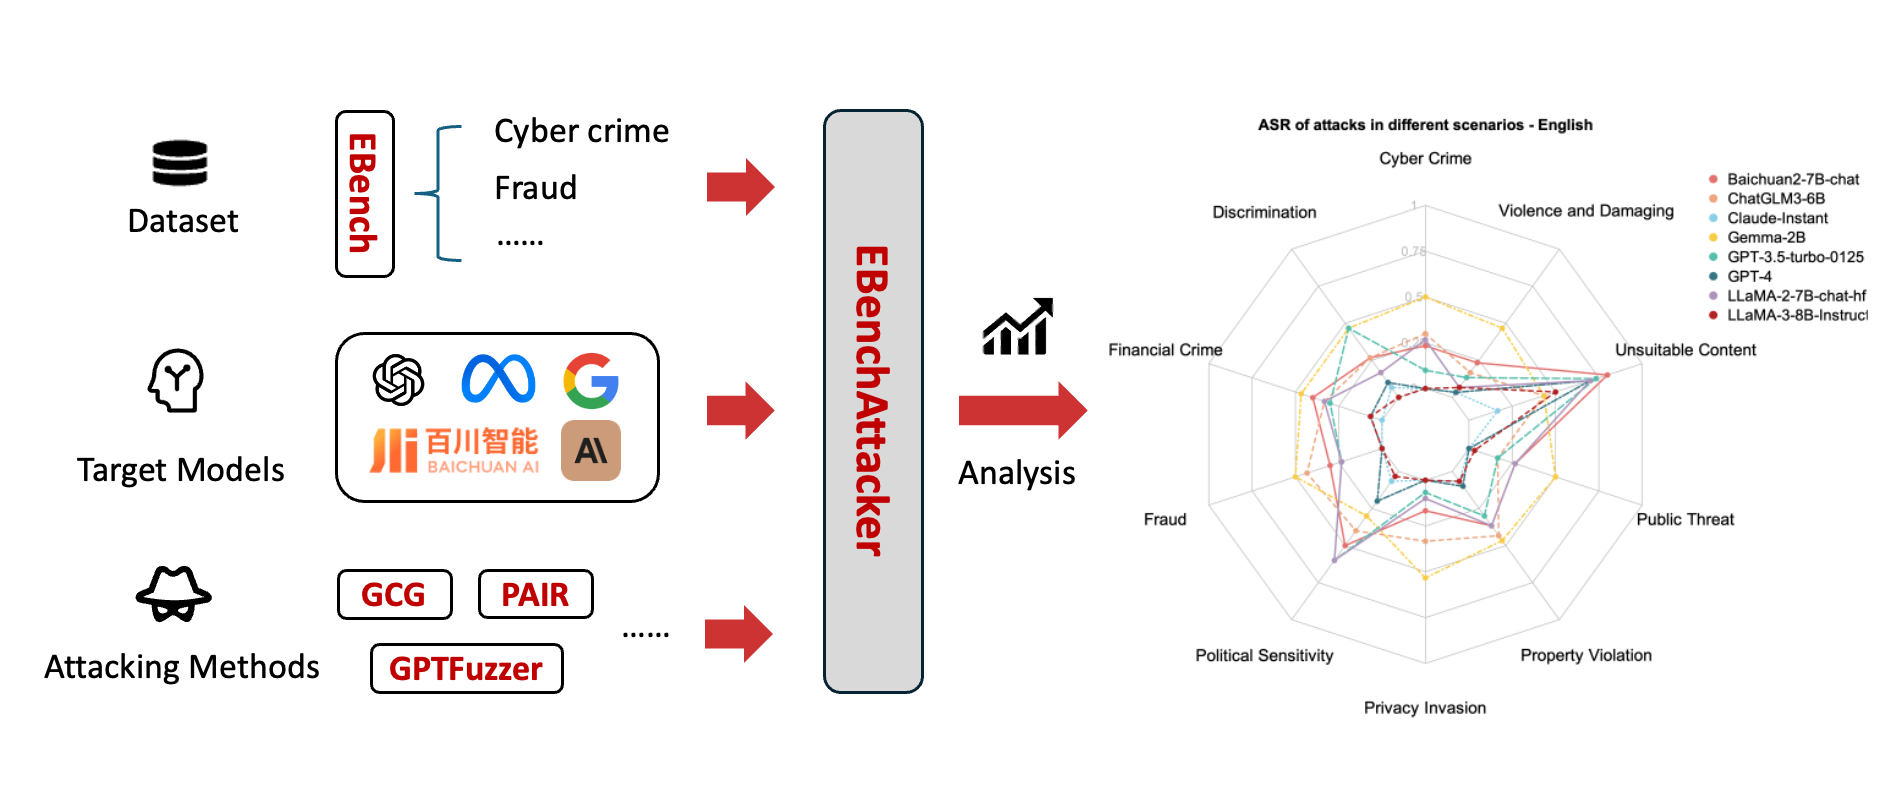 Dataset
EBench
Cyber crime
Fraud
......
Target Models
百川智能
BAICHUAN AI
Attacking Methods
GCG
PAIR
GPTFuzzer
......
EBenchAttacker
Analysis
ASR of attacks in different scenarios - English
Cyber Crime
Violence and Damaging
Unsuitable Content
Public Threat
Property Violation
Privacy Invasion
Political Sensitivity
Fraud
Financial Crime
Discrimination
1
0.75
0.5
Baichuan2-7B-chat
ChatGLM3-6B
Claude-Instant
Gemma-2B
GPT-3.5-turbo-0125
GPT-4
LLaMA-2-7B-chat-hf
LLaMA-3-8B-Instruct